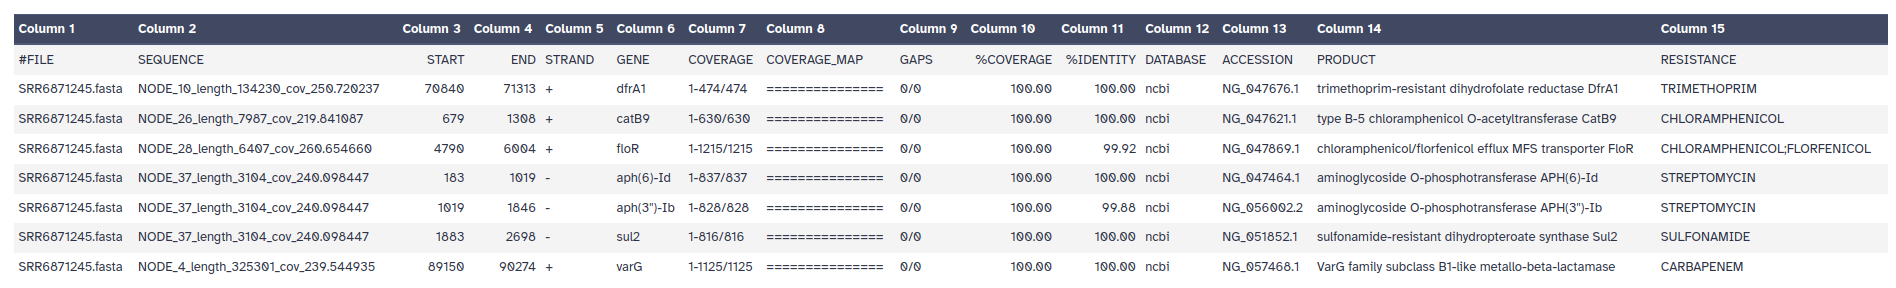 Column 1 Column 2 Column 3 Column 4 Column 5 Column 6 Column 7 Column 8 Column 9 Column 10 Column 11 Column 12 Column 13 Column 14 Column 15
#FILE SEQUENCE START END STRAND GENE COVERAGE COVERAGE_MAP GAPS %COVERAGE %IDENTITY DATABASE ACCESSION PRODUCT RESISTANCE
SRR6871245.fasta NODE_10_length_134230_cov_250.720237 70840 71313 + dfrA1 1-474/474 =============== 0/0 100.00 100.00 ncbi NG_047676.1 trimethoprim-resistant dihydrofolate reductase DfrA1 TRIMETHOPRIM
SRR6871245.fasta NODE_26_length_7987_cov_219.841087 679 1308 + catB9 1-630/630 =============== 0/0 100.00 100.00 ncbi NG_047621.1 type B-5 chloramphenicol O-acetyltransferase CatB9 CHLORAMPHENICOL
SRR6871245.fasta NODE_28_length_6407_cov_260.654660 4790 6004 + floR 1-1215/1215 =============== 0/0 100.00 99.92 ncbi NG_047869.1 chloramphenicol/florfenicol efflux MFS transporter FloR CHLORAMPHENICOL;FLORFENICOL
SRR6871245.fasta NODE_37_length_3104_cov_240.098447 183 1019 - aph(6)-Id 1-837/837 =============== 0/0 100.00 100.00 ncbi NG_047464.1 aminoglycoside O-phosphotransferase APH(6)-Id STREPTOMYCIN
SRR6871245.fasta NODE_37_length_3104_cov_240.098447 1019 1846 - aph(3")-Ib 1-828/828 =============== 0/0 100.00 99.88 ncbi NG_056002.2 aminoglycoside O-phosphotransferase APH(3")-Ib STREPTOMYCIN
SRR6871245.fasta NODE_37_length_3104_cov_240.098447 1883 2698 - sul2 1-816/816 =============== 0/0 100.00 100.00 ncbi NG_051852.1 sulfonamide-resistant dihydropteroate synthase Sul2 SULFONAMIDE
SRR6871245.fasta NODE_4_length_325301_cov_239.544935 89150 90274 + varG 1-1125/1125 =============== 0/0 100.00 100.00 ncbi NG_057468.1 VarG family subclass B1-like metallo-beta-lactamase CARBAPENEM